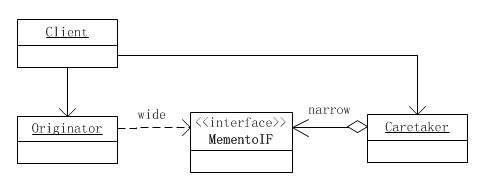 Client
Originator
wide
<<interface>>
MementoIF
narrow
Caretaker